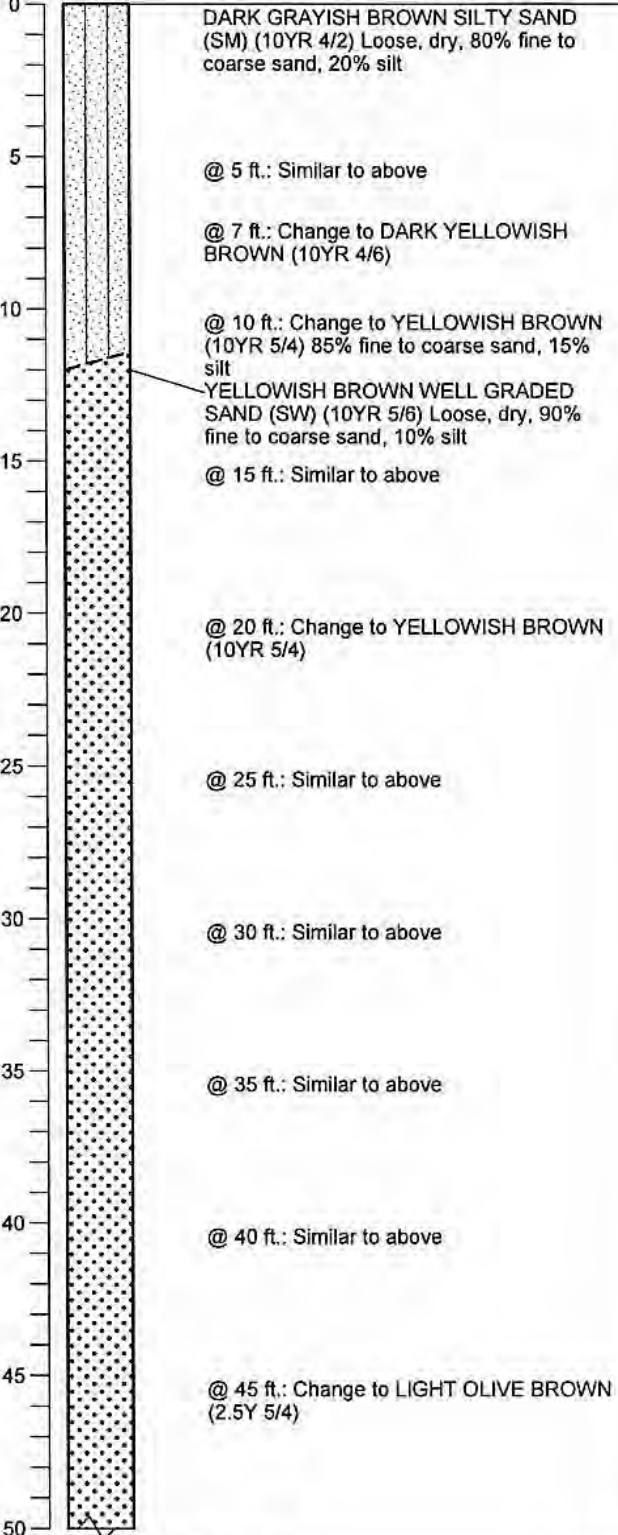 0
DARK GRAYISH BROWN SILTY SAND
(SM) (10YR 4/2) Loose, dry, 80% fine to
coarse sand, 20% silt
5
@ 5 ft.: Similar to above
@ 7 ft.: Change to DARK YELLOWISH
BROWN (10YR 4/6)
10
@ 10 ft.: Change to YELLOWISH BROWN
(10YR 5/4) 85% fine to coarse sand, 15%
silt
YELLOWISH BROWN WELL GRADED
SAND (SW) (10YR 5/6) Loose, dry, 90%
fine to coarse sand, 10% silt
15
@ 15 ft.: Similar to above
20
@ 20 ft.: Change to YELLOWISH BROWN
(10YR 5/4)
25
@ 25 ft.: Similar to above
30
@ 30 ft.: Similar to above
35
@ 35 ft.: Similar to above
40
@ 40 ft.: Similar to above
45
@ 45 ft.: Change to LIGHT OLIVE BROWN
(2.5Y 5/4)
50